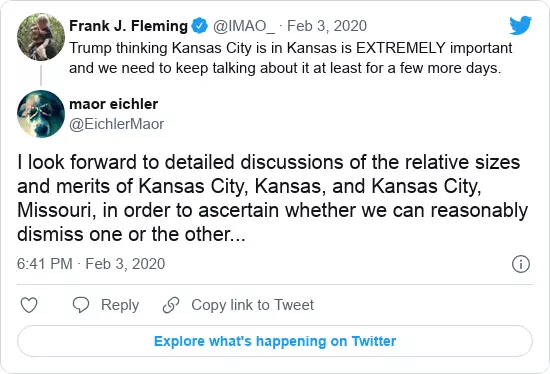 Frank J. Fleming @IMAO_ · Feb 3, 2020
Trump thinking Kansas City is in Kansas is EXTREMELY important
and we need to keep talking about it at least for a few more days.
maor eichler
@EichlerMaor
I look forward to detailed discussions of the relative sizes
and merits of Kansas City, Kansas, and Kansas City,
Missouri, in order to ascertain whether we can reasonably
dismiss one or the other...
6:41 PM · Feb 3, 2020
Reply Copy link to Tweet
Explore what's happening on Twitter